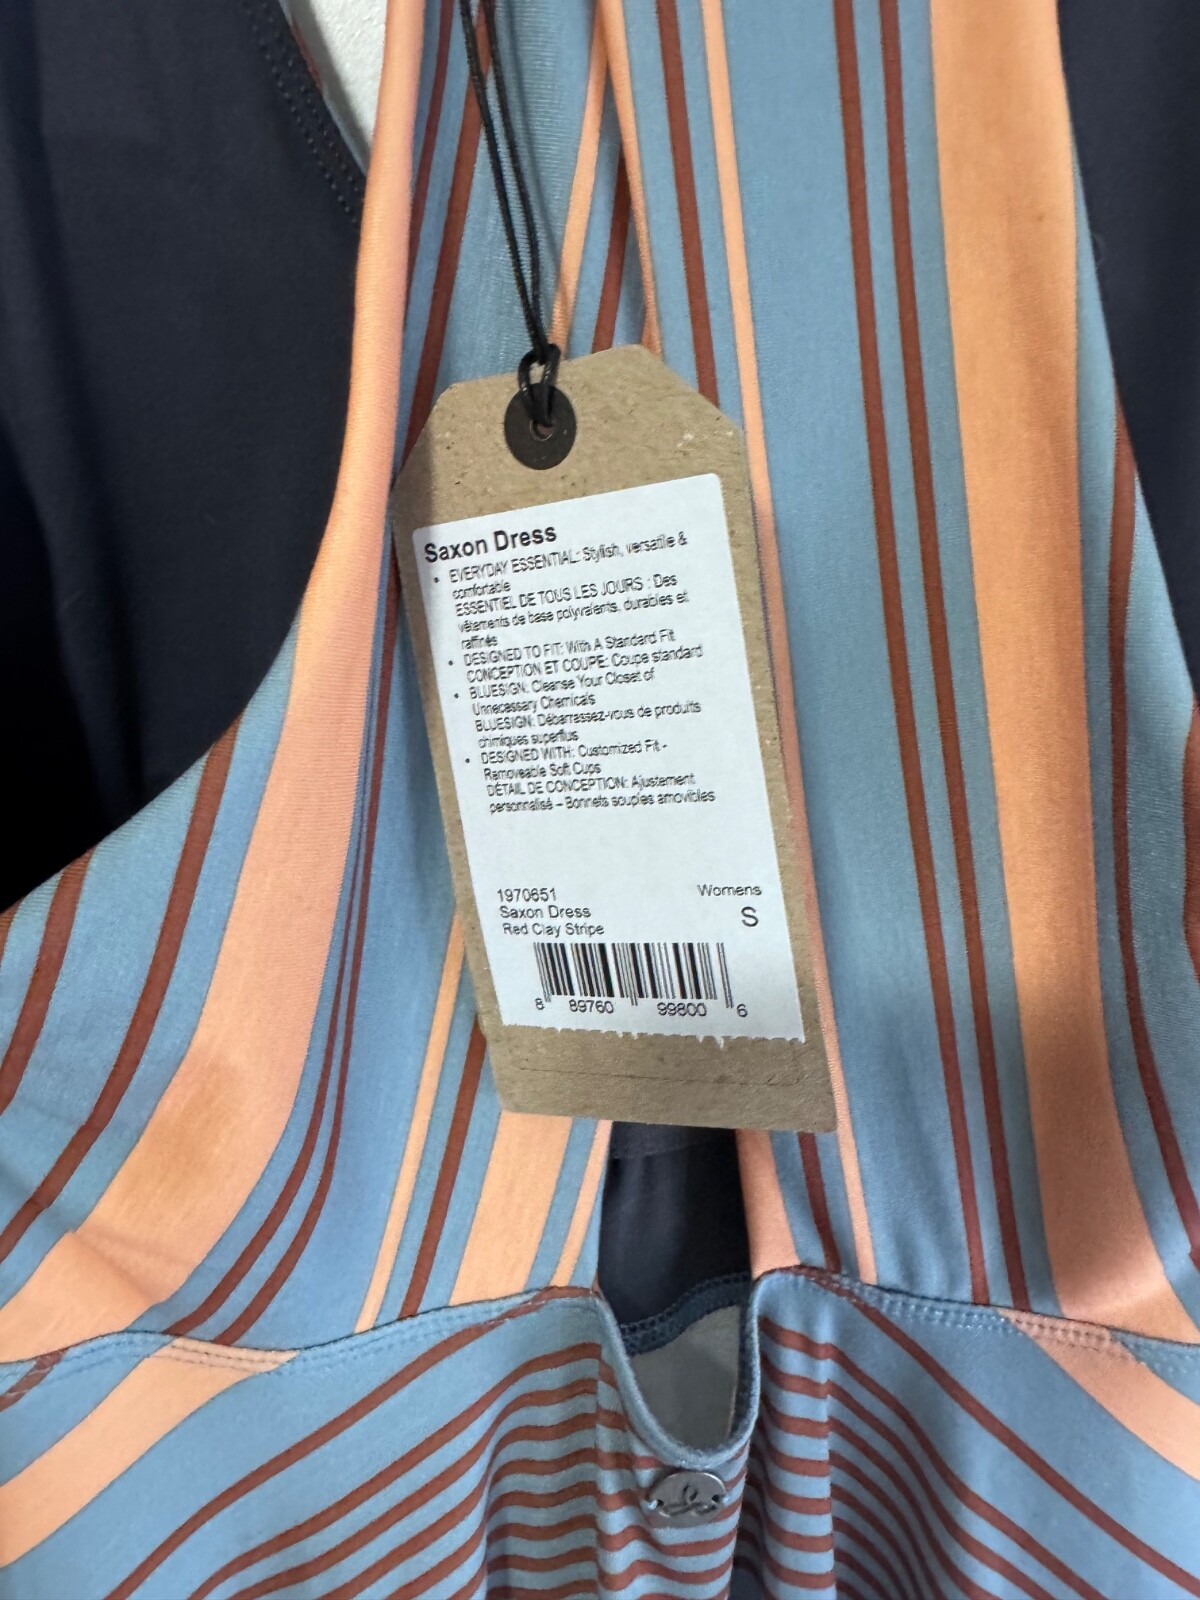 Saxon Dress
• EVERYDAY ESSENTIAL: Stylish, versatile &
comfortable
ESSENTIEL DE TOUS LES JOURS : Des
vêtements de base polyvalents, durables et
raffinés
• DESIGNED TO FIT: With A Standard Fit
CONCEPTION ET COUPE: Coupe standard
• BLUESIGN: Cleanse Your Closet of
Unnecessary Chemicals
BLUESIGN: Débarrassez-vous de produits
chimiques superflus
• DESIGNED WITH: Customized Fit -
Removeable Soft Cups
DÉTAIL DE CONCEPTION: Ajustement
personnalisé – Bonnets souples amovibles
1970651 Womens
Saxon Dress S
Red Clay Stripe
8 89760 99800 6